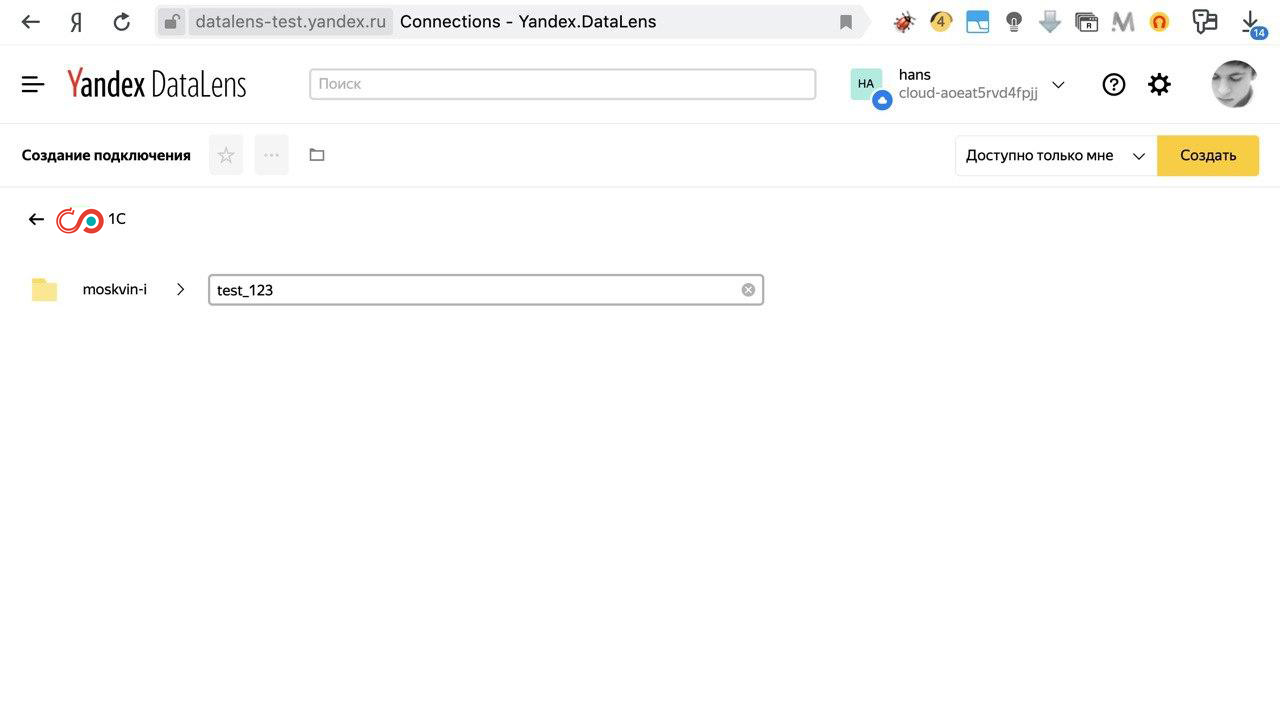 Я datalens-test.yandex.ru Connections - Yandex.DataLens 4 R M 14
Yandex DataLens Поиск HA hans
cloud-aoeat5rvd4fpjj
Создание подключения Доступно только мне Создать
1С
moskvin-i test_123